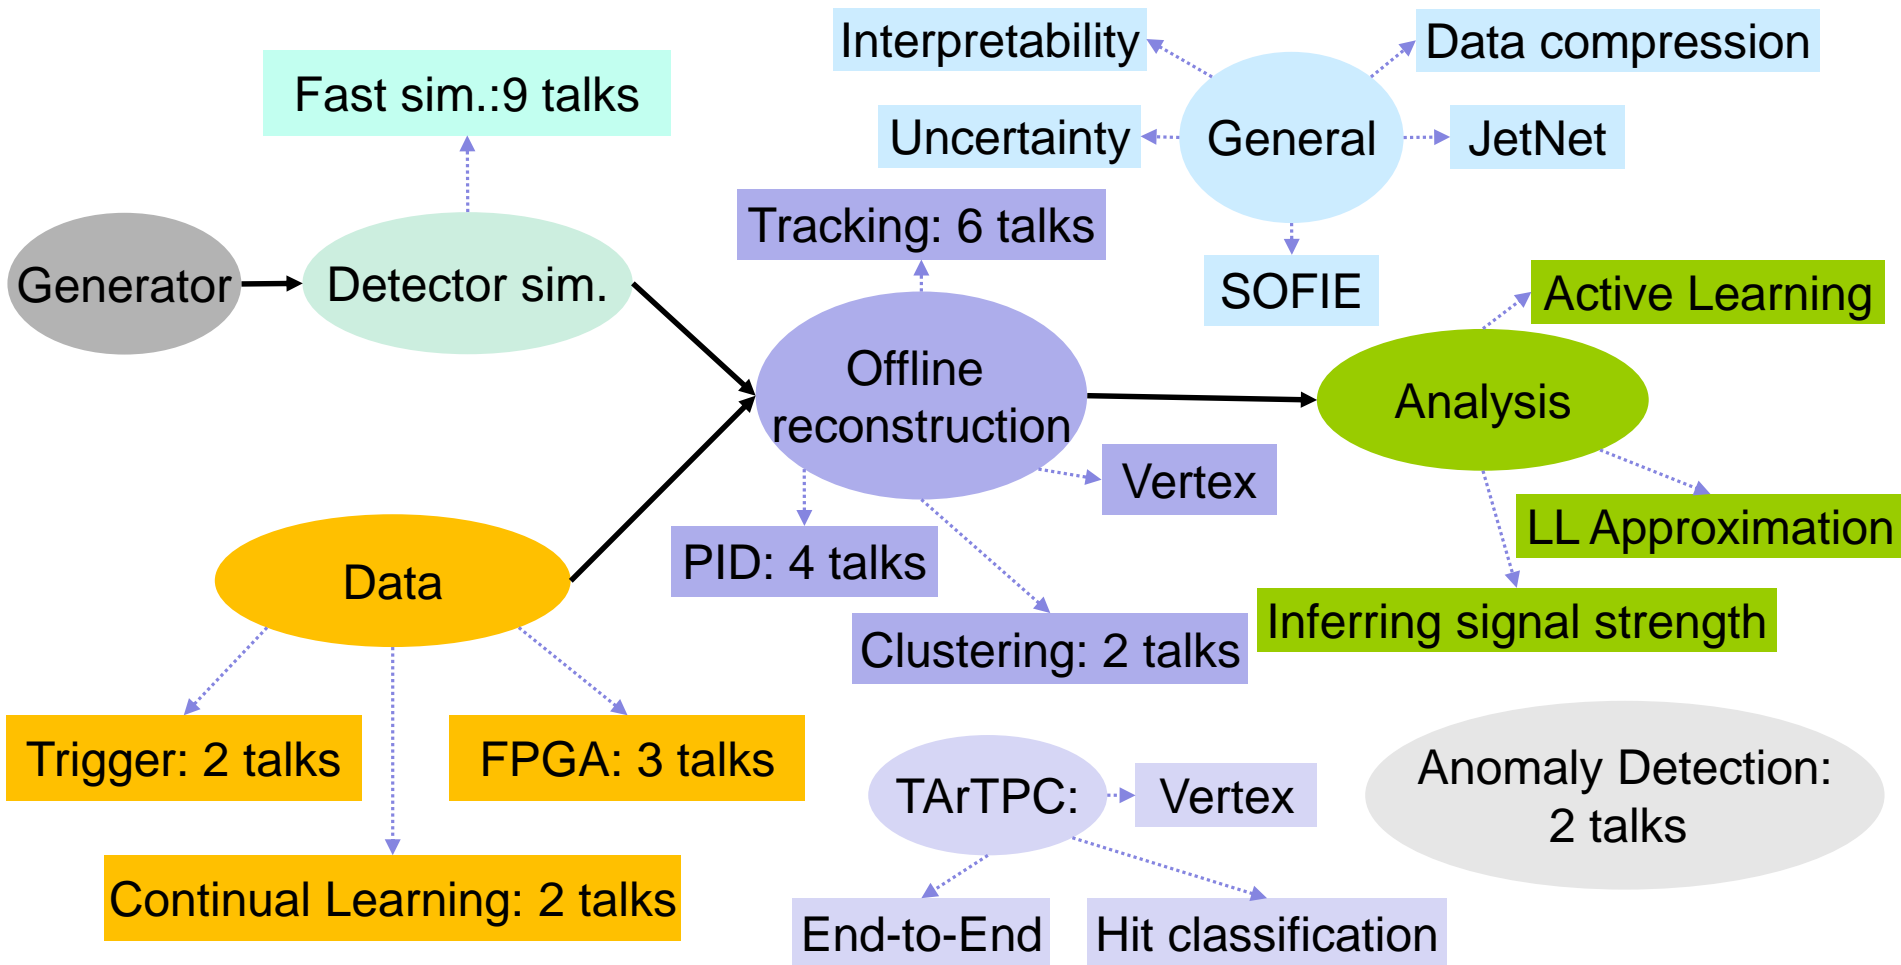 Interpretability
Data compression
Fast sim.:9 talks
Uncertainty
General
JetNet
Tracking: 6 talks
Generator
Detector sim.
SOFIE
Active Learning
Offline
reconstruction
Analysis
Vertex
LL Approximation
PID: 4 talks
Data
Inferring signal strength
Clustering: 2 talks
Trigger: 2 talks
FPGA: 3 talks
TArTPC:
Vertex
Anomaly Detection:
2 talks
Continual Learning: 2 talks
End-to-End
Hit classification